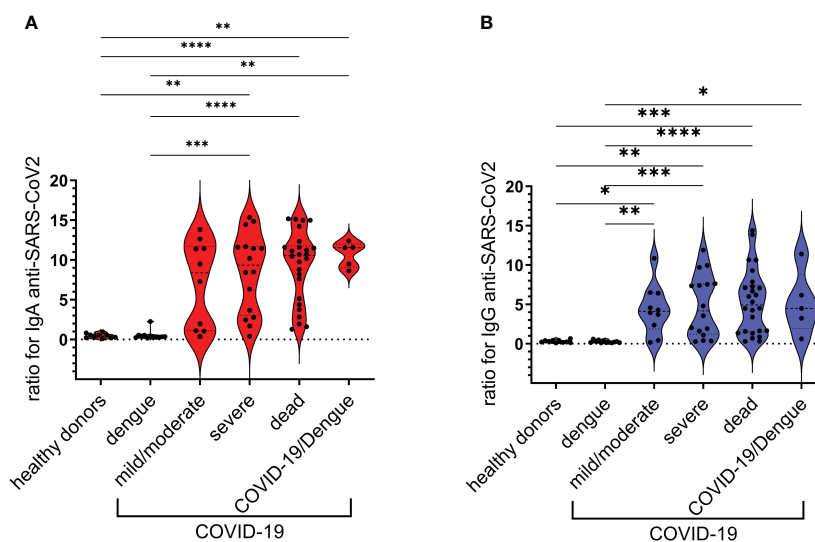 A
**
****
**
**
****
***
ratio for IgA anti-SARS-CoV2
20
15
10
5
0
healthy donors
dengue
mild/moderate
severe
dead
COVID-19/Dengue
COVID-19
B
*
***
****
**
***
*
**
ratio for IgG anti-SARS-CoV2
20
15
10
5
0
healthy donors
dengue
mild/moderate
severe
dead
COVID-19/Dengue
COVID-19